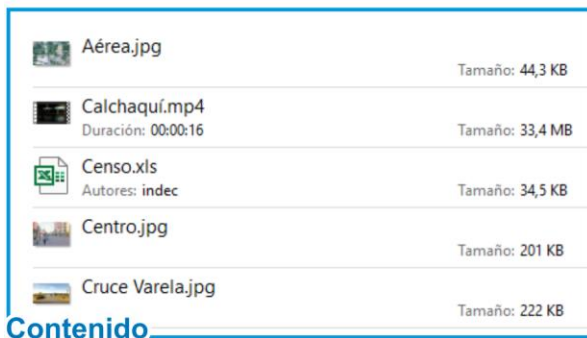 Aérea.jpg
Tamaño: 44,3 KB
Calchaquí.mp4
Duración: 00:00:16
Tamaño: 33,4 MB
Censo.xls
Autores: indec
Tamaño: 34,5 KB
Centro.jpg
Tamaño: 201 KB
Cruce Varela.jpg
Tamaño: 222 KB
Contenido